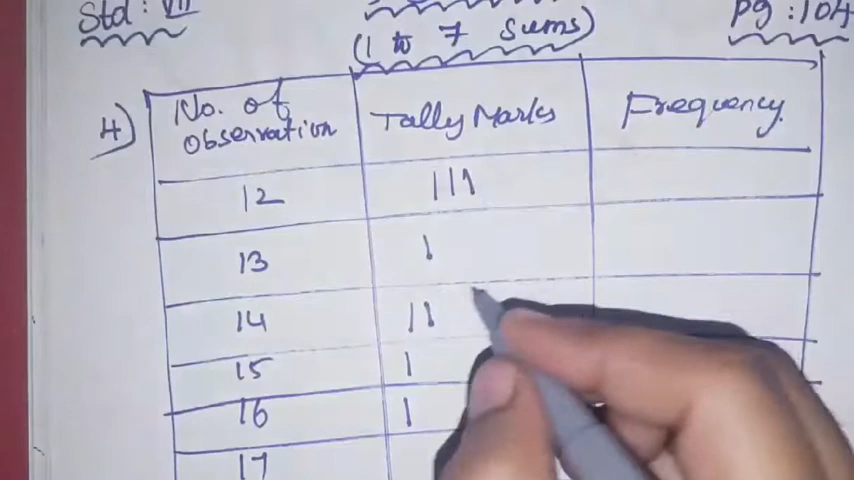 Std: VII
(1 to 7 Sums)
Pg : 104
4)
No. of Observation
Tally Marks
Frequency
12 |||
13 |
14 ||
15 |
16 |
17